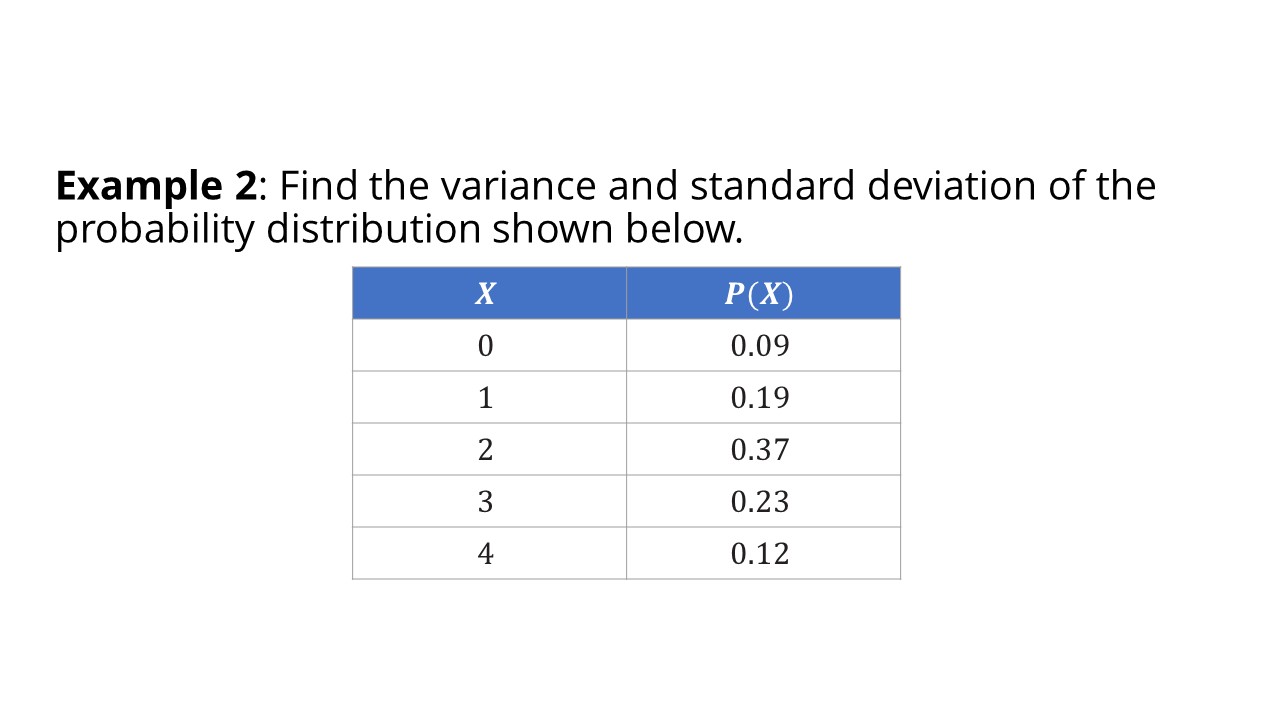 Example 2: Find the variance and standard deviation of the
probability distribution shown below.
X P(X)
0 0.09
1 0.19
2 0.37
3 0.23
4 0.12